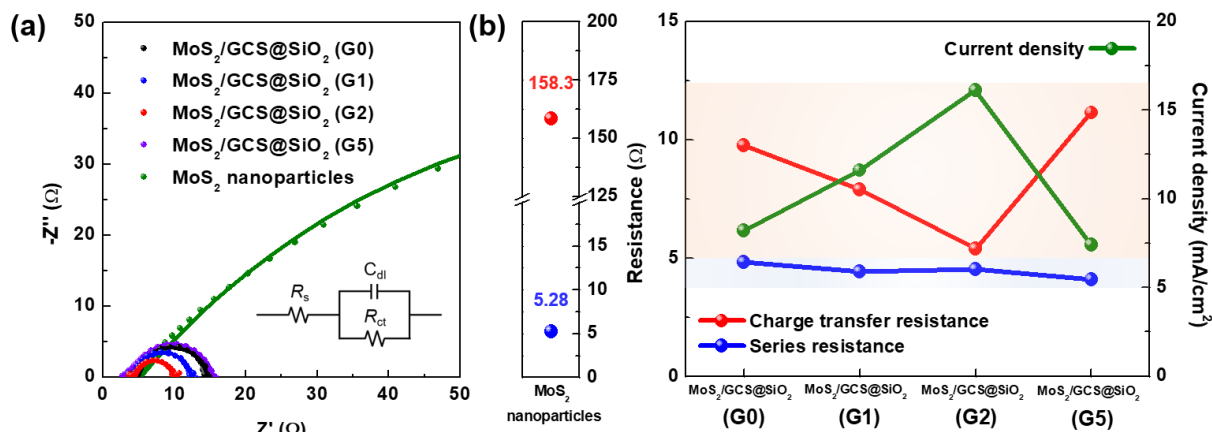 (a)
50
40
30
20
10
0
-Z'' (Ω)
MoS₂/GCS@SiO₂ (G0)
MoS₂/GCS@SiO₂ (G1)
MoS₂/GCS@SiO₂ (G2)
MoS₂/GCS@SiO₂ (G5)
MoS₂ nanoparticles
Rs
Cdl
Rct
0 10 20 30 40 50
Z' (Ω)
(b)
158.3
5.28
200
175
150
125
15
10
5
0
MoS₂
nanoparticles
Resistance (Ω)
15
10
5
0
Current density
Charge transfer resistance
Series resistance
20
15
10
5
0
Current density (mA/cm²)
MoS₂/GCS@SiO₂ MoS₂/GCS@SiO₂ MoS₂/GCS@SiO₂ MoS₂/GCS@SiO₂
(G0) (G1) (G2) (G5)